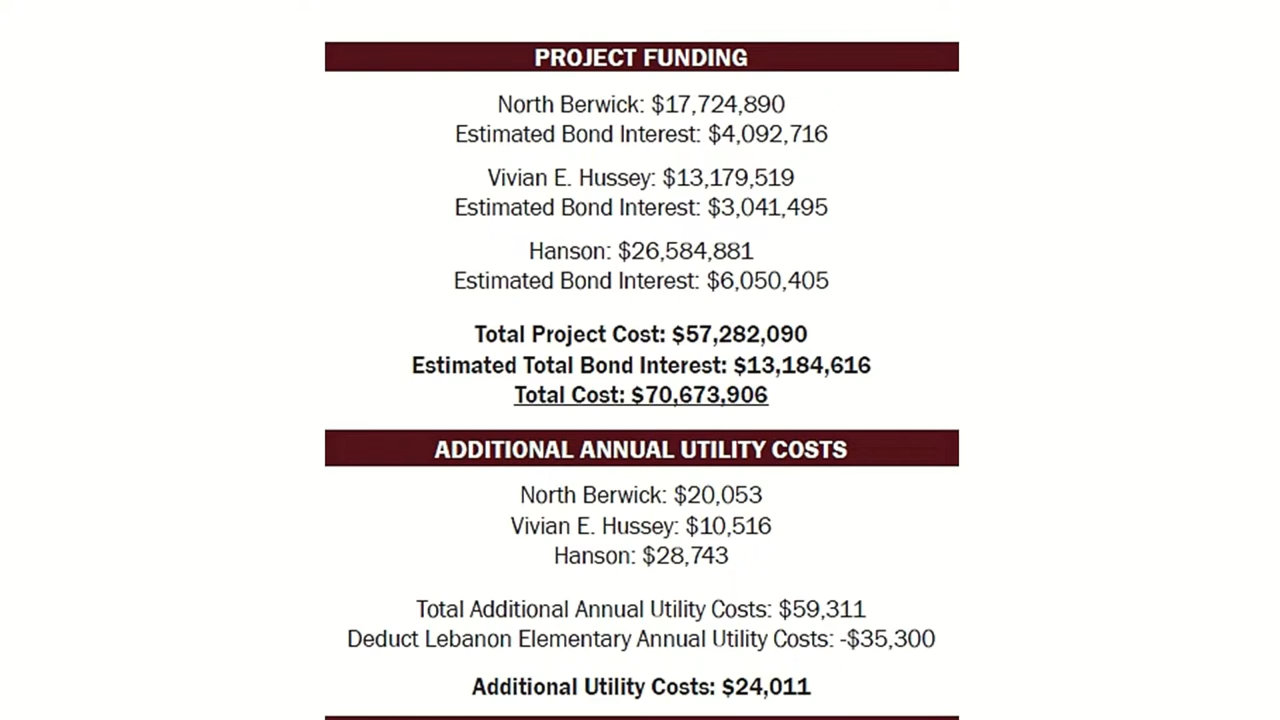 PROJECT FUNDING
North Berwick: $17,724,890
Estimated Bond Interest: $4,092,716
Vivian E. Hussey: $13,179,519
Estimated Bond Interest: $3,041,495
Hanson: $26,584,881
Estimated Bond Interest: $6,050,405
Total Project Cost: $57,282,090
Estimated Total Bond Interest: $13,184,616
Total Cost: $70,673,906
ADDITIONAL ANNUAL UTILITY COSTS
North Berwick: $20,053
Vivian E. Hussey: $10,516
Hanson: $28,743
Total Additional Annual Utility Costs: $59,311
Deduct Lebanon Elementary Annual Utility Costs: -$35,300
Additional Utility Costs: $24,011